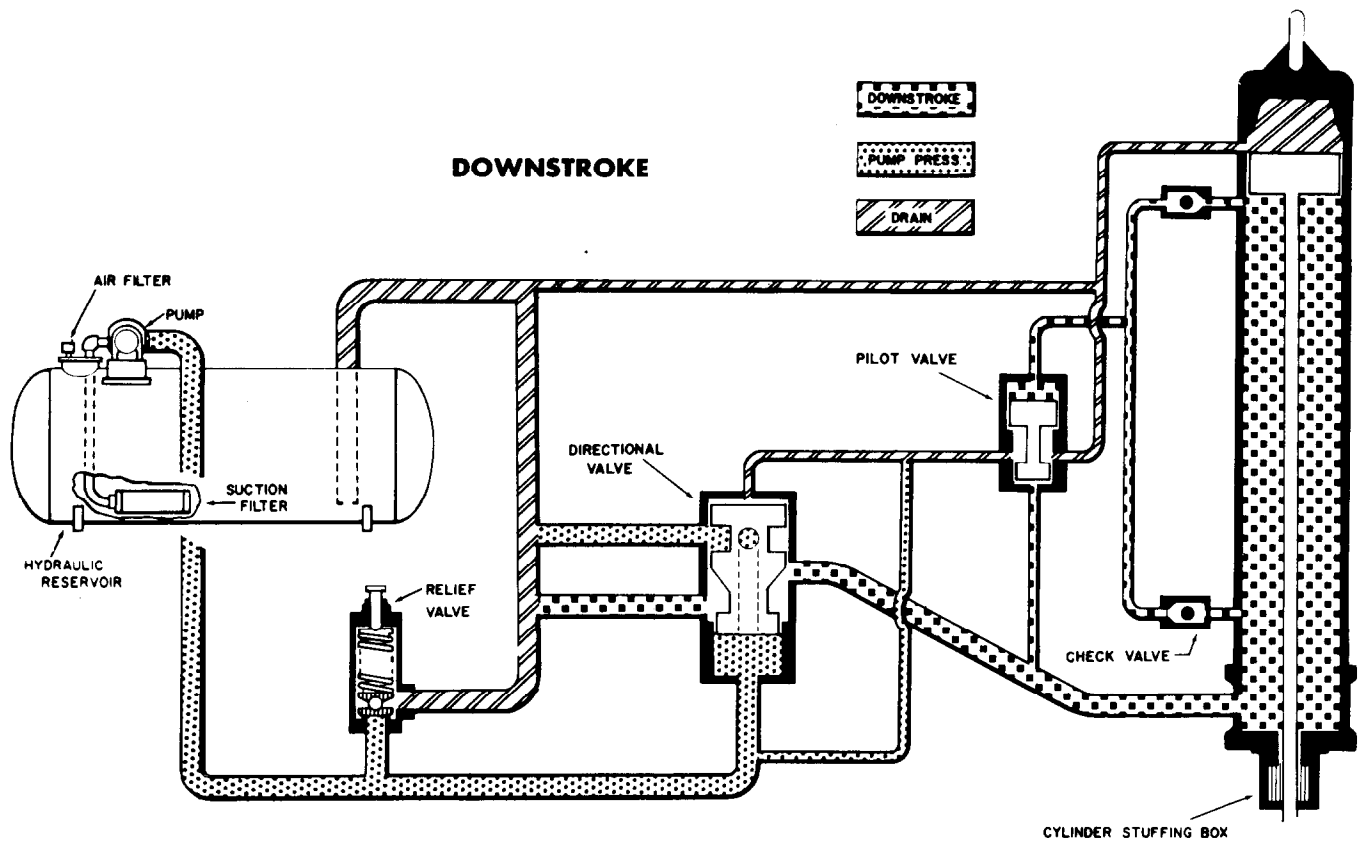 DOWNSTROKE
DOWNSTROKE
PUMP PRESS
DRAIN
AIR FILTER
PUMP
PILOT VALVE
DIRECTIONAL
VALVE
SUCTION
FILTER
HYDRAULIC
RESERVOIR
RELIEF
VALVE
CHECK VALVE
CYLINDER STUFFING BOX